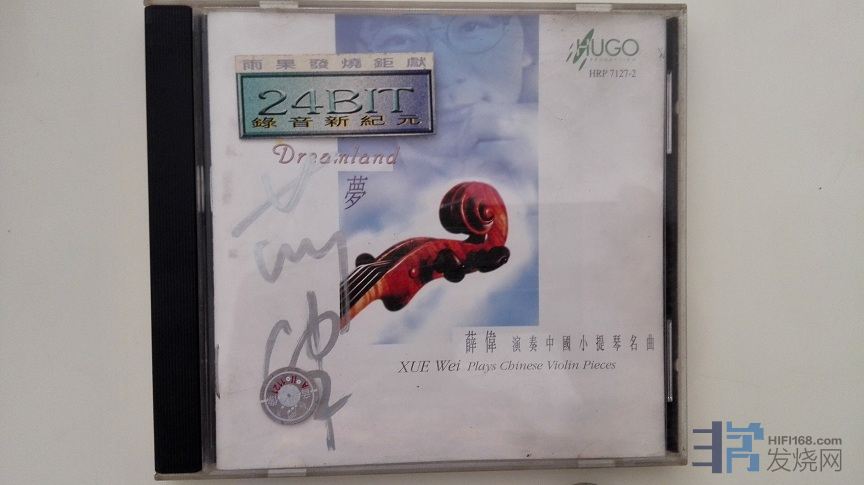 雨果發燒鉅獻
24BIT
錄音新紀元
HUGO
HRP 7127-2
Dreamland
夢
薛偉 演奏中國小提琴名曲
XUE Wei Plays Chinese Violin Pieces
HIFI168.com
发烧网